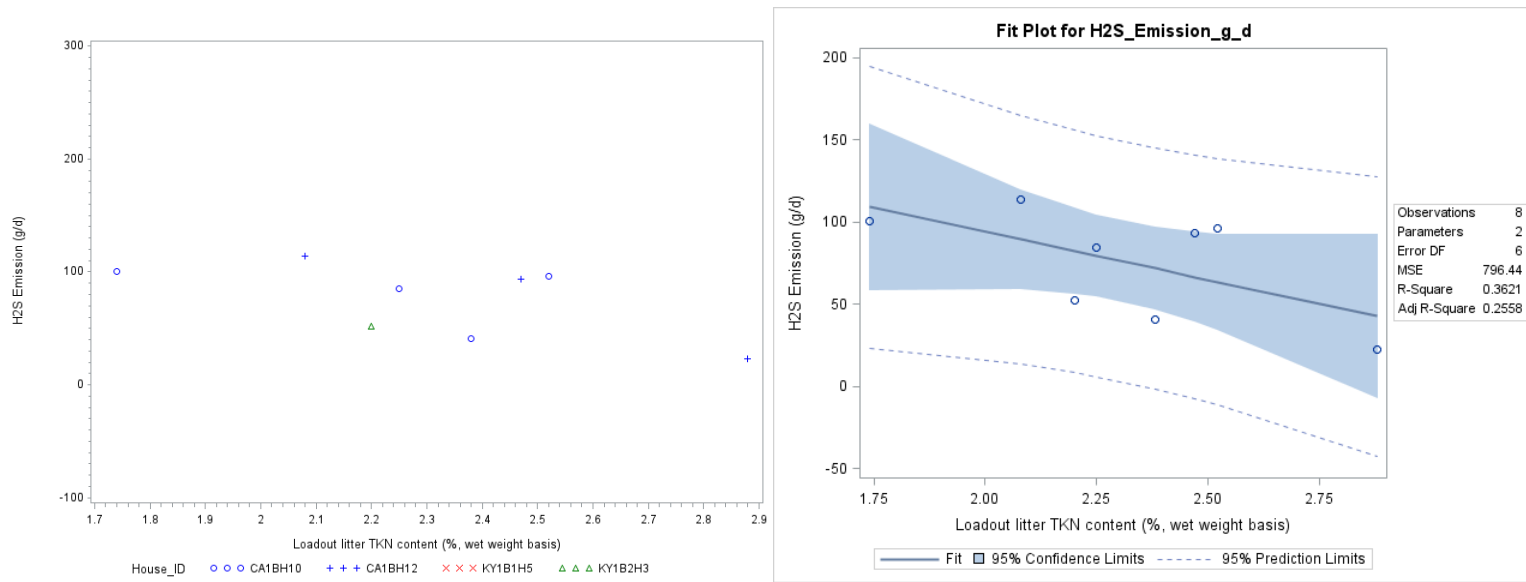 300
200
100
0
-100
H2S Emission (g/d)
1.7 1.8 1.9 2 2.1 2.2 2.3 2.4 2.5 2.6 2.7 2.8 2.9
Loadout litter TKN content (%, wet weight basis)
House_ID CA1BH10 CA1BH12 KY1B1H5 KY1B2H3
Fit Plot for H2S_Emission_g_d
200
150
100
50
0
-50
H2S Emission (g/d)
1.75 2.00 2.25 2.50 2.75
Loadout litter TKN content (%, wet weight basis)
Fit 95% Confidence Limits 95% Prediction Limits
Observations 8
Parameters 2
Error DF 6
MSE 796.44
R-Square 0.3621
Adj R-Square 0.2558